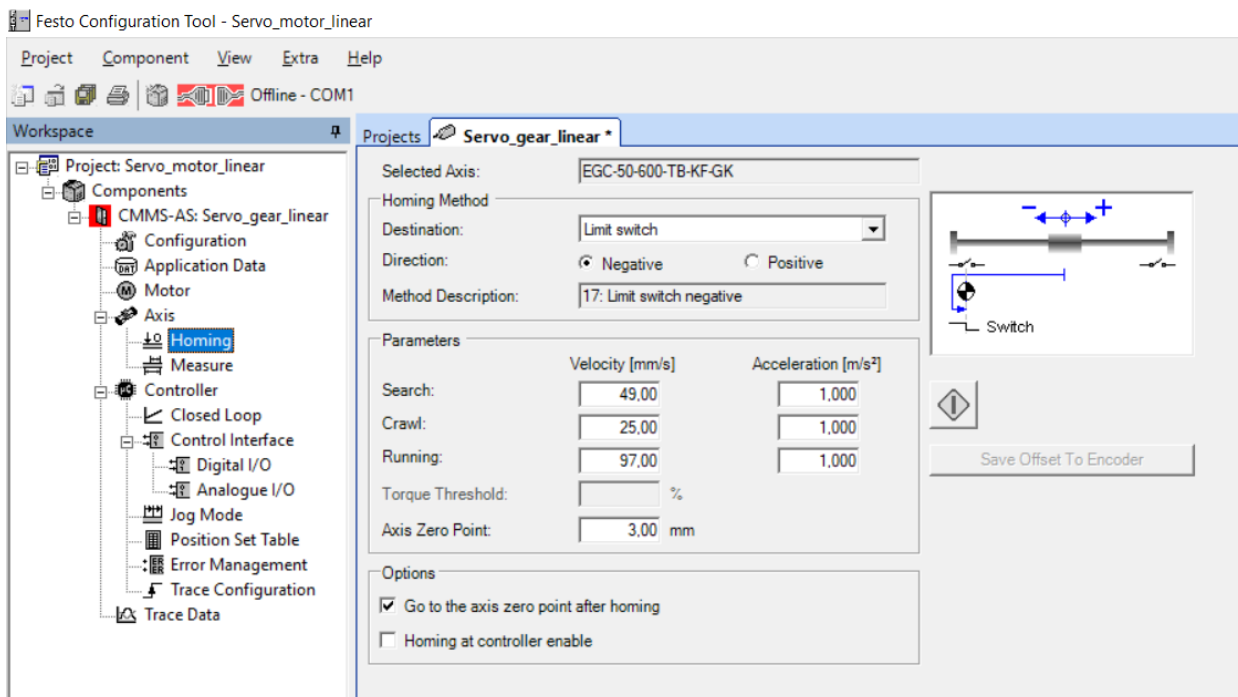 Festo Configuration Tool - Servo_motor_linear
Project Component View Extra Help
Offline - COM1
Workspace
Project: Servo_motor_linear
Components
CMMS-AS: Servo_gear_linear
Configuration
DAT Application Data
M Motor
Axis
Homing
Measure
Controller
Closed Loop
Control Interface
Digital I/O
Analogue I/O
Jog Mode
Position Set Table
Error Management
Trace Configuration
Trace Data
Projects Servo_gear_linear *
Selected Axis: EGC-50-600-TB-KF-GK
Homing Method
Destination: Limit switch
Direction: Negative Positive
Method Description: 17: Limit switch negative
Parameters
Velocity [mm/s] Acceleration [m/s²]
Search: 49,00 1,000
Crawl: 25,00 1,000
Running: 97,00 1,000
Torque Threshold: %
Axis Zero Point: 3,00 mm
Options
Go to the axis zero point after homing
Homing at controller enable
- +
Switch
Save Offset To Encoder